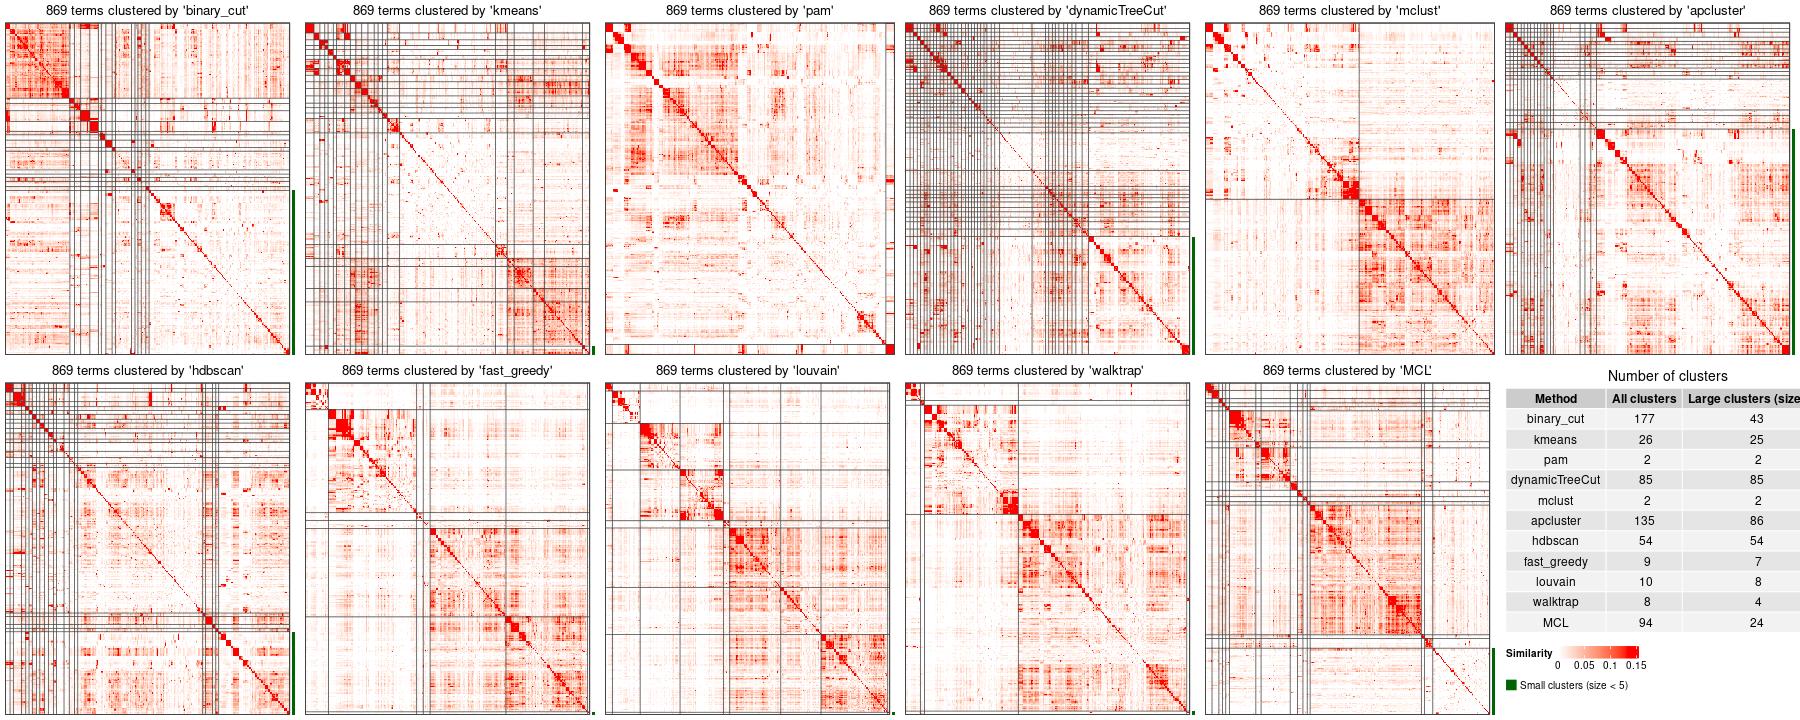 869 terms clustered by 'binary_cut'
869 terms clustered by 'kmeans'
869 terms clustered by 'pam'
869 terms clustered by 'dynamicTreeCut'
869 terms clustered by 'mclust'
869 terms clustered by 'apcluster'
869 terms clustered by 'hdbscan'
869 terms clustered by 'fast_greedy'
869 terms clustered by 'louvain'
869 terms clustered by 'walktrap'
869 terms clustered by 'MCL'
Number of clusters
Method All clusters Large clusters (size
binary_cut 177 43
kmeans 26 25
pam 2 2
dynamicTreeCut 85 85
mclust 2 2
apcluster 135 86
hdbscan 54 54
fast_greedy 9 7
louvain 10 8
walktrap 8 4
MCL 94 24
Similarity
0 0.05 0.1 0.15
Small clusters (size < 5)